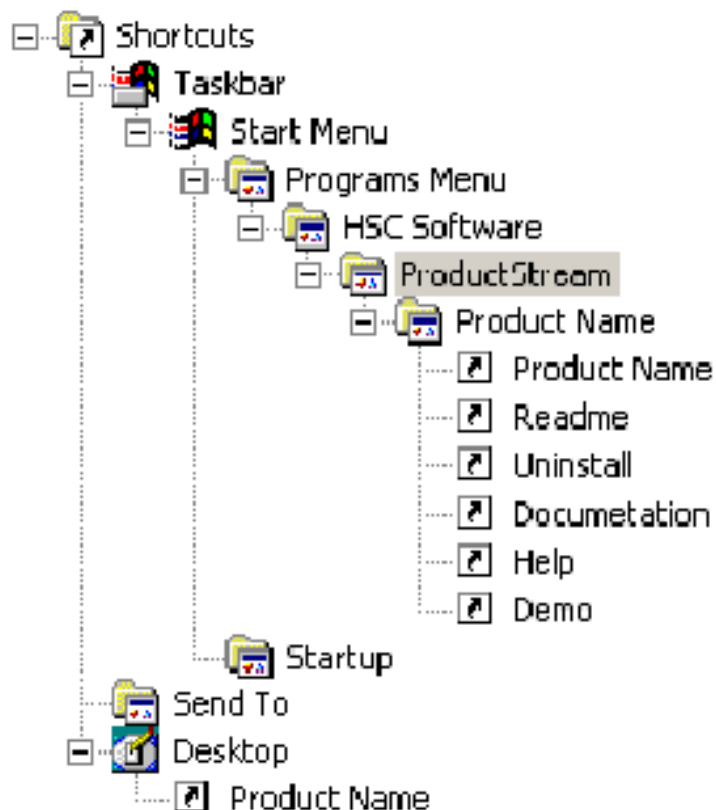 Shortcuts
Taskbar
Start Menu
Programs Menu
HSC Software
ProductStream
Product Name
Product Name
Readme
Uninstall
Documetation
Help
Demo
Startup
Send To
Desktop
Product Name